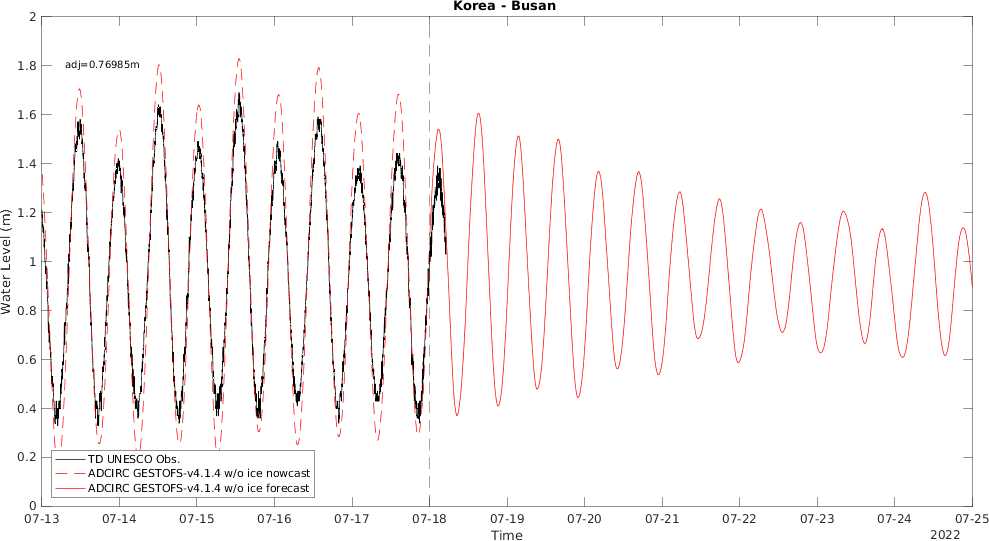 Korea - Busan
adj=0.76985m
Water Level (m)
2
1.8
1.6
1.4
1.2
1
0.8
0.6
0.4
0.2
0
TD UNESCO Obs.
ADCIRC GESTOFS-v4.1.4 w/o ice nowcast
ADCIRC GESTOFS-v4.1.4 w/o ice forecast
07-13 07-14 07-15 07-16 07-17 07-18 07-19 07-20 07-21 07-22 07-23 07-24 07-25
Time
2022